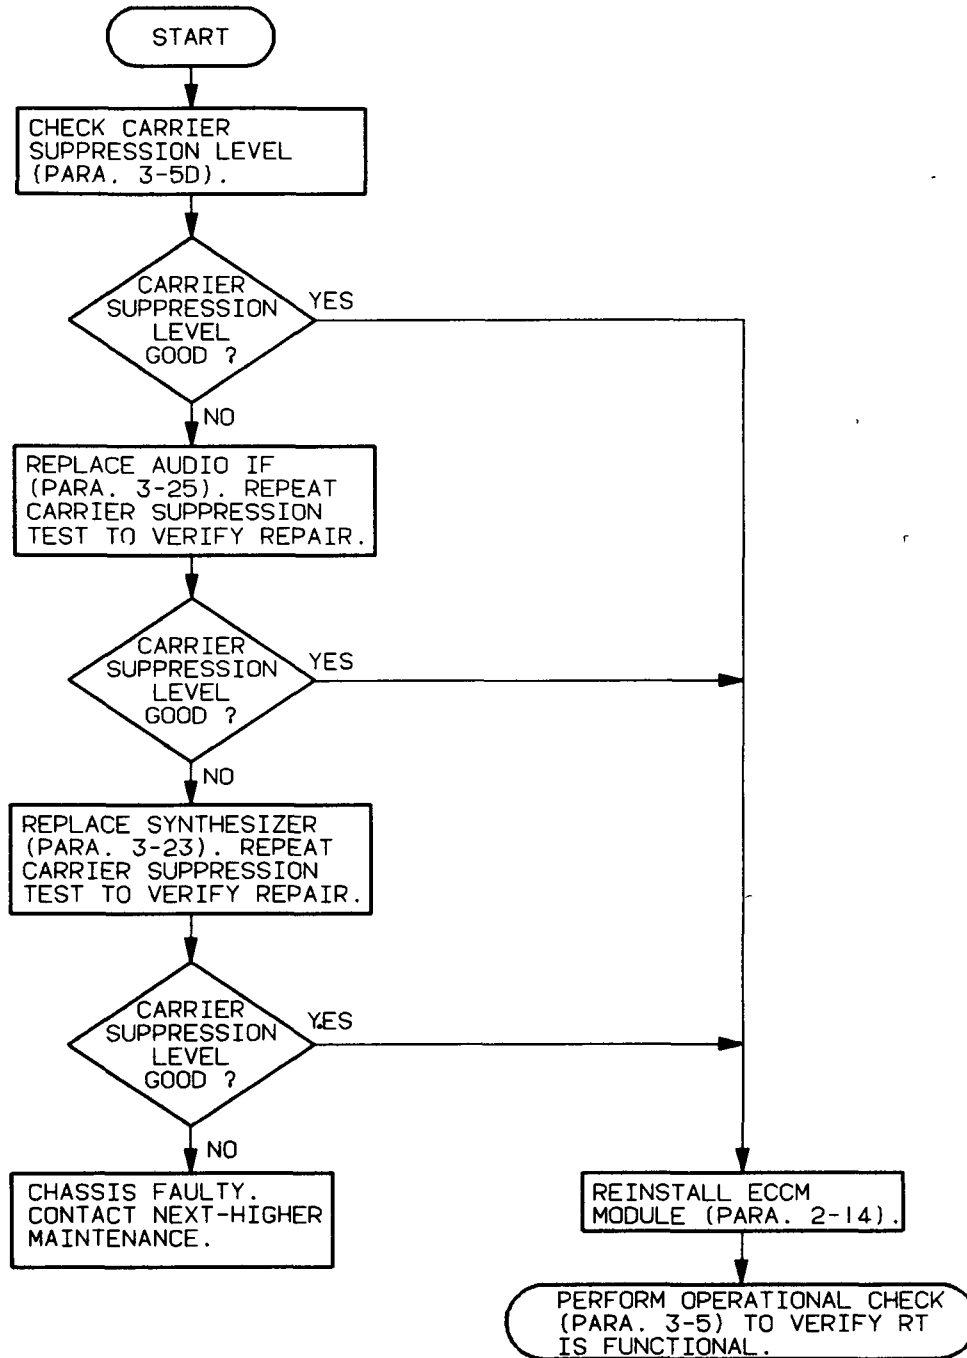 START
CHECK CARRIER
SUPPRESSION LEVEL
(PARA. 3-5D).
CARRIER
SUPPRESSION
LEVEL
GOOD ?
YES
NO
REPLACE AUDIO IF
(PARA. 3-25). REPEAT
CARRIER SUPPRESSION
TEST TO VERIFY REPAIR.
CARRIER
SUPPRESSION
LEVEL
GOOD ?
YES
NO
REPLACE SYNTHESIZER
(PARA. 3-23). REPEAT
CARRIER SUPPRESSION
TEST TO VERIFY REPAIR.
CARRIER
SUPPRESSION
LEVEL
GOOD ?
YES
NO
CHASSIS FAULTY.
CONTACT NEXT-HIGHER
MAINTENANCE.
REINSTALL ECCM
MODULE (PARA. 2-14).
PERFORM OPERATIONAL CHECK
(PARA. 3-5) TO VERIFY RT
IS FUNCTIONAL.